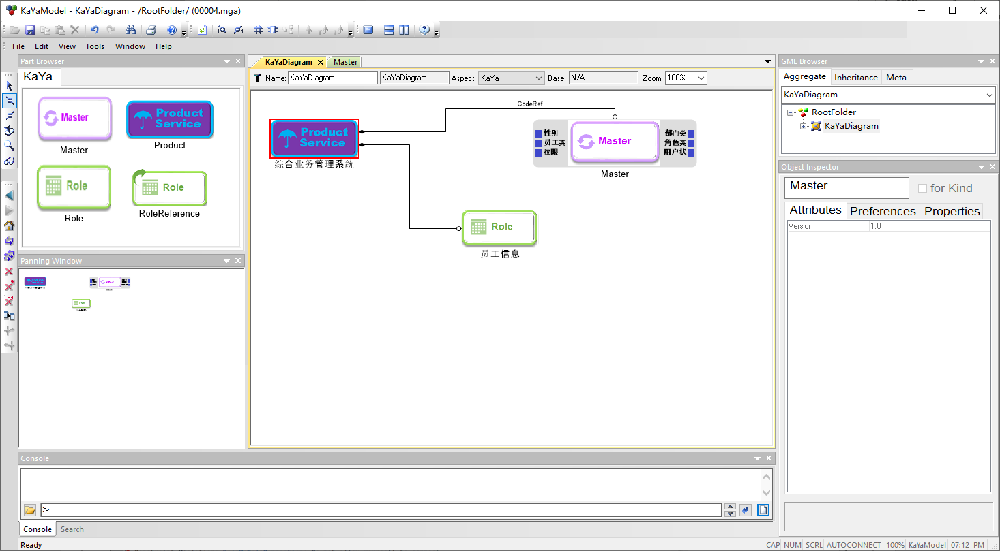 KaYaModel - KaYaDiagram - /RootFolder/ (00004.mga)
File Edit View Tools Window Help
Part Browser
KaYa
Master
Master
Product
Service
Product
Role
Role
Role
RoleReference
Panning Window
KaYaDiagram
Master
Name: KaYaDiagram KaYaDiagram Aspect: KaYa Base: N/A Zoom: 100%
CodeRef
Product
Service
综合业务管理系统
性别
员工类
权限
Master
部门类
角色类
用户状
Master
Role
员工信息
GME Browser
Aggregate Inheritance Meta
KaYaDiagram
RootFolder
KaYaDiagram
Object Inspector
Master
for Kind
Attributes Preferences Properties
Version 1.0
Console
>
Console Search
Ready
CAP NUM SCRL AUTOCONNECT 100% KaYaModel 07:12 PM